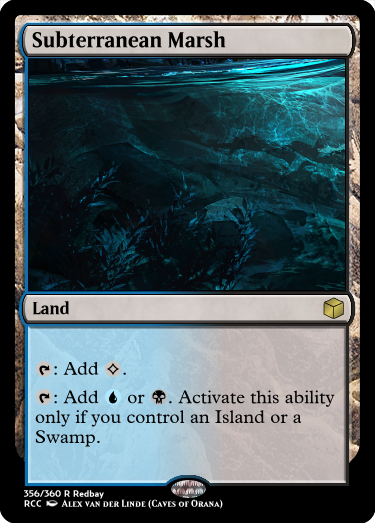 Subterranean Marsh
Land
: Add .
: Add or . Activate this ability
only if you control an Island or a
Swamp.
356/360 R Redbay
RCC Alex van der Linde (Caves of Orana)